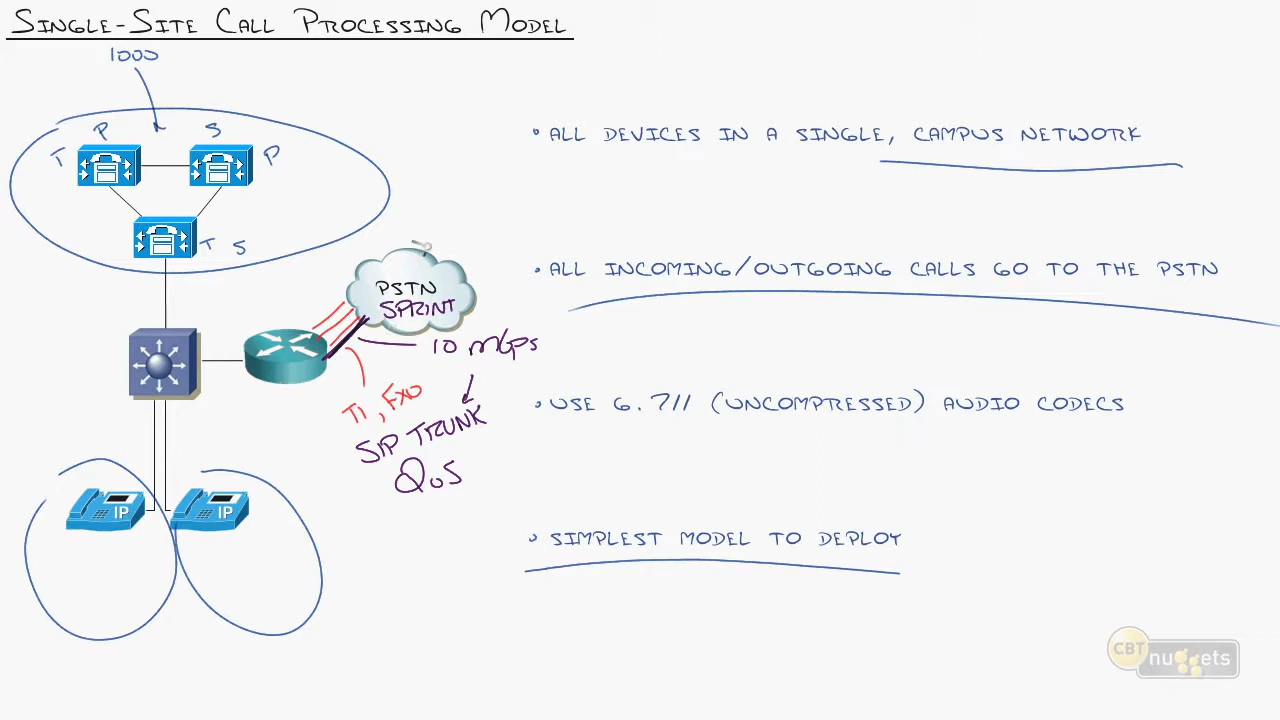 SINGLE-SITE CALL PROCESSING MODEL
1000
P S
T P
T S
PSTN
SPRINT
10 MGPS
T1, FXO
SIP TRUNK
QoS
IP IP
• ALL DEVICES IN A SINGLE, CAMPUS NETWORK
• ALL INCOMING/OUTGOING CALLS GO TO THE PSTN
• USE G.711 (UNCOMPRESSED) AUDIO CODECS
• SIMPLEST MODEL TO DEPLOY
CBT nuggets